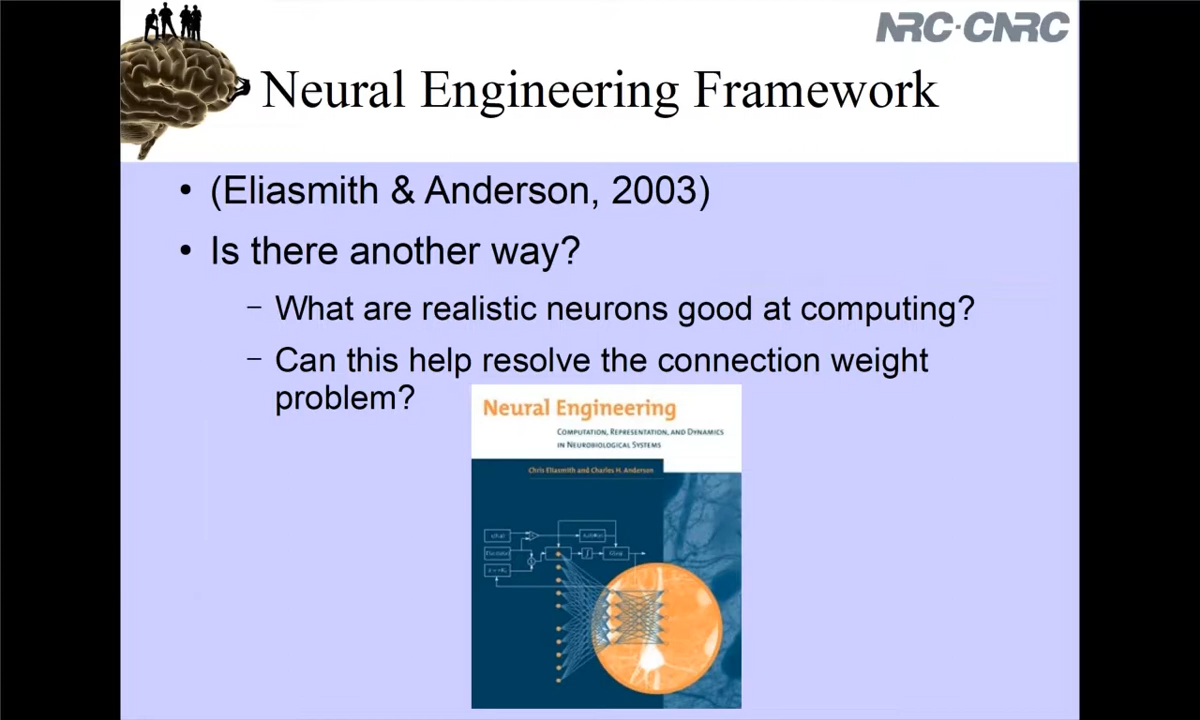 NRC·CNRC
Neural Engineering Framework
• (Eliasmith & Anderson, 2003)
• Is there another way?
– What are realistic neurons good at computing?
– Can this help resolve the connection weight
problem?
Neural Engineering
Computation, Representation, and Dynamics
in Neurobiological Systems
Chris Eliasmith and Charles H. Anderson